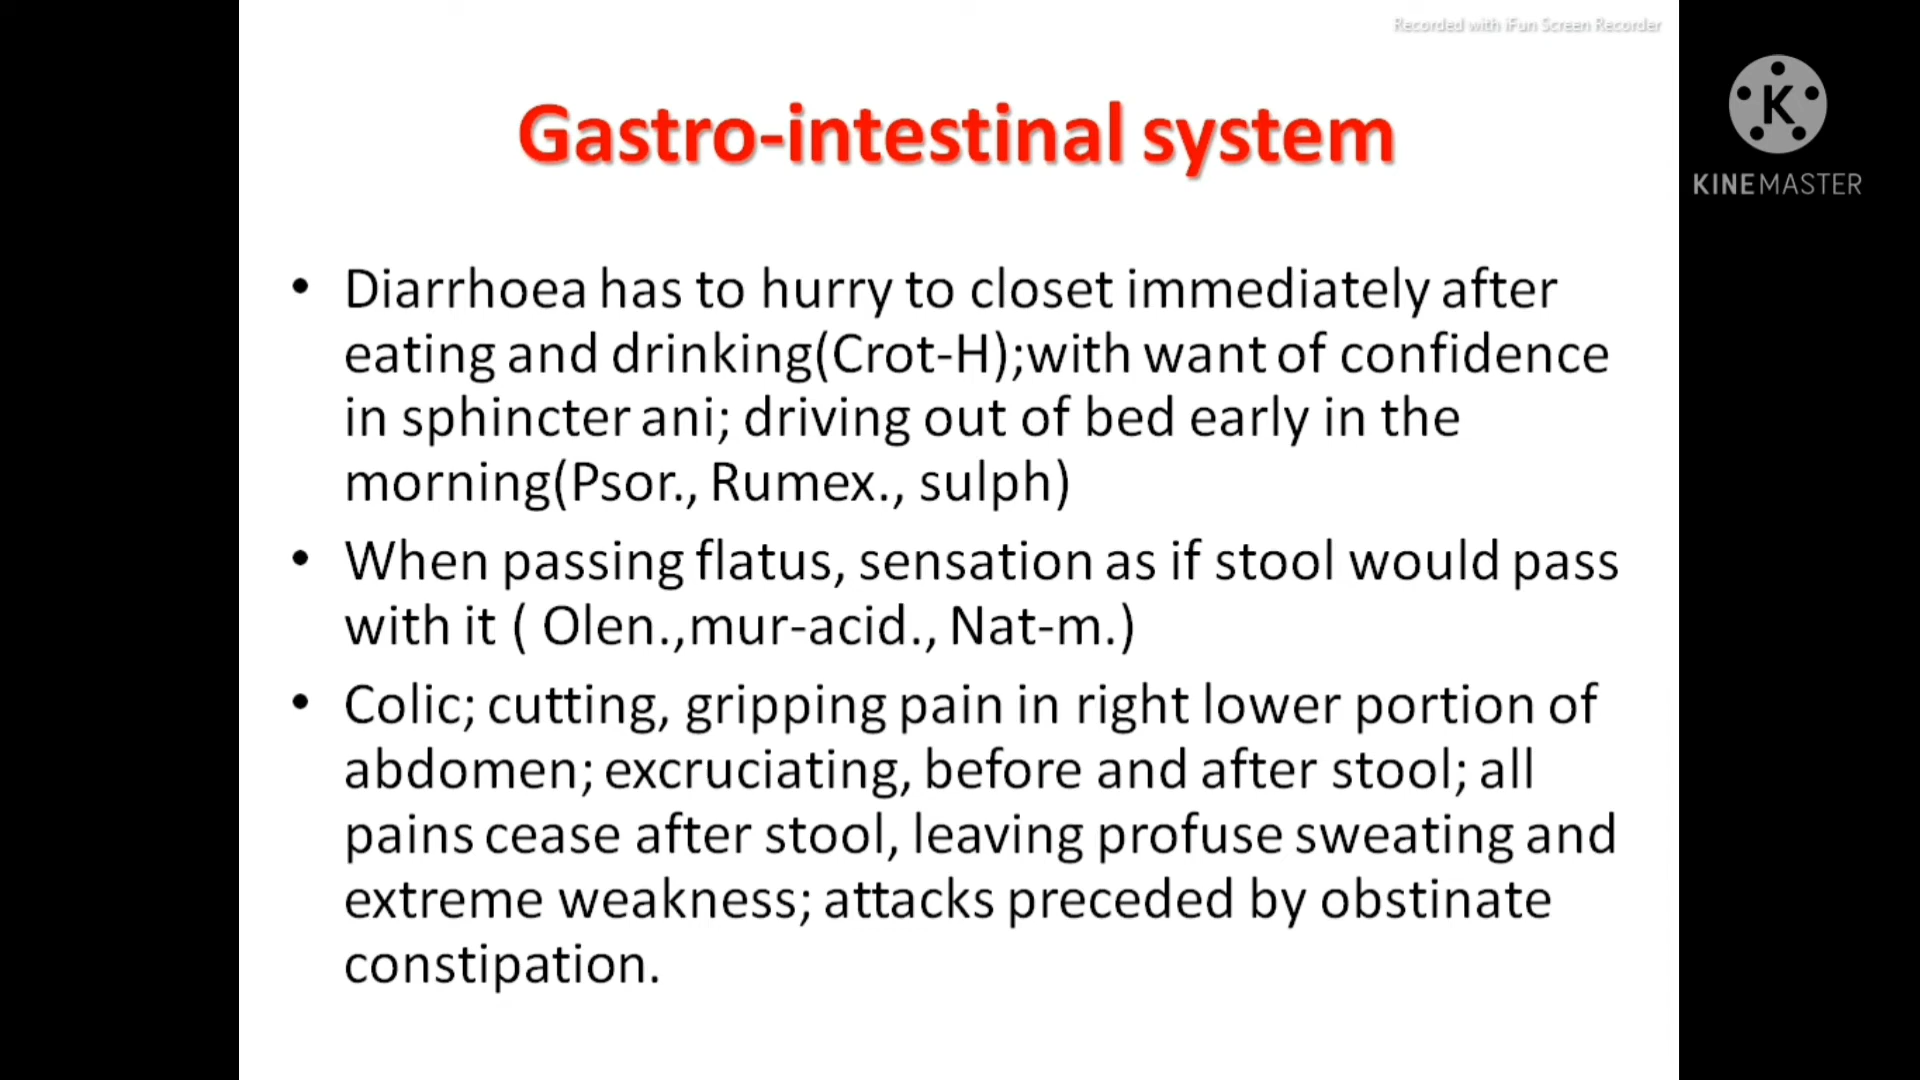 Recorded with iFun Screen Recorder
K
KINEMASTER
Gastro-intestinal system
• Diarrhoea has to hurry to closet immediately after
eating and drinking(Crot-H);with want of confidence
in sphincter ani; driving out of bed early in the
morning(Psor., Rumex., sulph)
• When passing flatus, sensation as if stool would pass
with it ( Olen.,mur-acid., Nat-m.)
• Colic; cutting, gripping pain in right lower portion of
abdomen; excruciating, before and after stool; all
pains cease after stool, leaving profuse sweating and
extreme weakness; attacks preceded by obstinate
constipation.